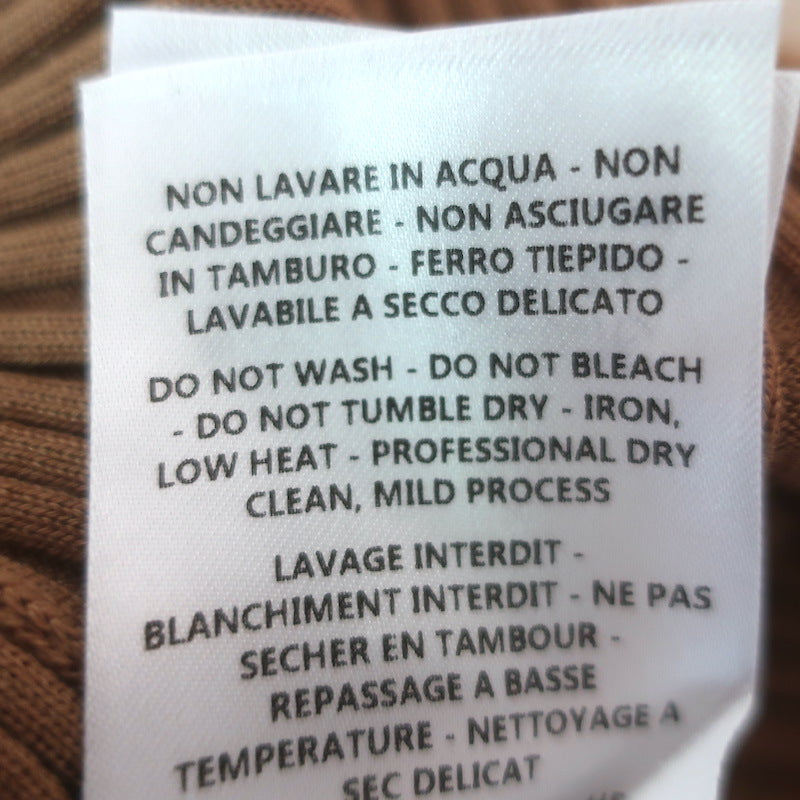 NON LAVARE IN ACQUA - NON
CANDEGGIARE - NON ASCIUGARE
IN TAMBURO - FERRO TIEPIDO -
LAVABILE A SECCO DELICATO
DO NOT WASH - DO NOT BLEACH
- DO NOT TUMBLE DRY - IRON,
LOW HEAT - PROFESSIONAL DRY
CLEAN, MILD PROCESS
LAVAGE INTERDIT -
BLANCHIMENT INTERDIT - NE PAS
SECHER EN TAMBOUR -
REPASSAGE A BASSE
TEMPERATURE - NETTOYAGE A
SEC DELICAT